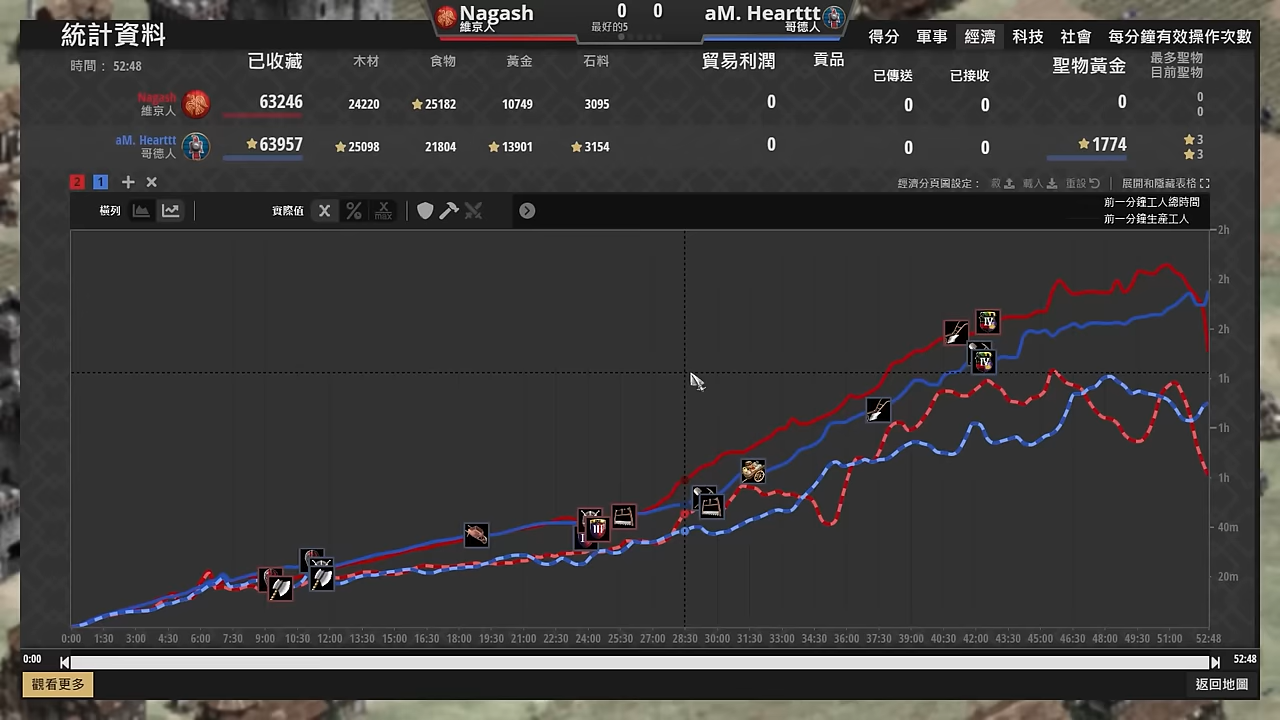 Nagash 0 0 aM. Hearttt
維京人 最好的5 哥德人
統計資料
得分 軍事 經濟 科技 社會 每分鐘有效操作次數
時間： 52:48
已收藏 木材 食物 黃金 石料 貿易利潤 貢品 已傳送 已接收 聖物黃金 最多聖物
目前聖物
Nagash
維京人
63246 24220 25182 10749 3095 0 0 0 0 0
0
aM. Hearttt
哥德人
63957 25098 21804 13901 3154 0 0 0 1774 3
3
2 1
經濟分頁圖設定： 載入 重設 展開和隱藏表格
橫列 實際值 X % X max
前一分鐘工人總時間
前一分鐘生產工人
2h
2h
2h
1h
1h
1h
40m
20m
IV
IV
III
I
0:00 1:30 3:00 4:30 6:00 7:30 9:00 10:30 12:00 13:30 15:00 16:30 18:00 19:30 21:00 22:30 24:00 25:30 27:00 28:30 30:00 31:30 33:00 34:30 36:00 37:30 39:00 40:30 42:00 43:30 45:00 46:30 48:00 49:30 51:00 52:48
0:00 52:48
觀看更多 返回地圖